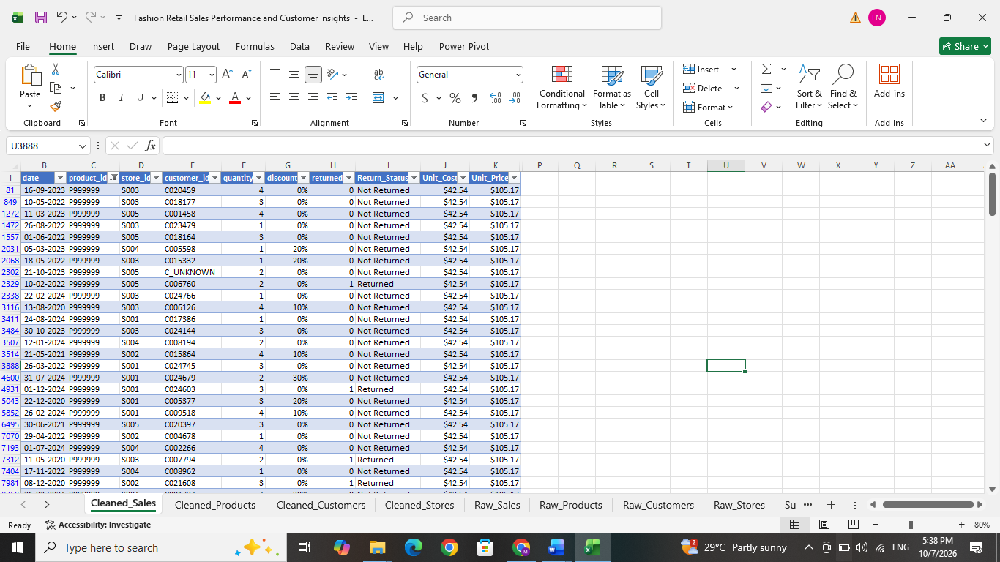 Fashion Retail Sales Performance and Customer Insights - E... Search FN
File Home Insert Draw Page Layout Formulas Data Review View Help Power Pivot Share
Paste Calibri 11 General Conditional Formatting Format as Table Cell Styles Insert Delete Format Sort & Filter Find & Select Add-ins
Clipboard Font Alignment Number Styles Cells Editing Add-ins
U3888 fx
B C D E F G H I J K P Q R S T U V W X Y Z AA
1 date product_id store_id customer_id quantity discount returned Return_Status Unit_Cost Unit_Price
81 16-09-2023 P999999 S003 C020459 4 0% 0 Not Returned $42.54 $105.17
849 10-05-2022 P999999 S003 C018177 3 0% 0 Not Returned $42.54 $105.17
1272 11-03-2023 P999999 S005 C001458 4 0% 0 Not Returned $42.54 $105.17
1472 26-08-2022 P999999 S003 C023479 1 0% 0 Not Returned $42.54 $105.17
1557 01-06-2022 P999999 S005 C018164 3 0% 0 Not Returned $42.54 $105.17
2031 05-03-2023 P999999 S004 C005598 1 20% 0 Not Returned $42.54 $105.17
2068 18-05-2022 P999999 S003 C015332 1 20% 0 Not Returned $42.54 $105.17
2302 21-10-2023 P999999 S005 C_UNKNOWN 2 0% 0 Not Returned $42.54 $105.17
2329 10-02-2022 P999999 S005 C006760 2 0% 1 Returned $42.54 $105.17
2338 22-02-2024 P999999 S003 C024766 1 0% 0 Not Returned $42.54 $105.17
3116 13-08-2020 P999999 S003 C006126 4 10% 0 Not Returned $42.54 $105.17
3411 24-08-2024 P999999 S001 C017386 1 0% 0 Not Returned $42.54 $105.17
3484 30-10-2023 P999999 S003 C024144 3 0% 0 Not Returned $42.54 $105.17
3507 12-01-2024 P999999 S004 C008194 2 0% 0 Not Returned $42.54 $105.17
3514 21-05-2021 P999999 S002 C015864 4 10% 0 Not Returned $42.54 $105.17
3888 26-03-2022 P999999 S001 C024745 3 0% 0 Not Returned $42.54 $105.17
4600 31-07-2024 P999999 S001 C024679 2 30% 0 Not Returned $42.54 $105.17
4931 01-12-2024 P999999 S001 C024603 3 0% 1 Returned $42.54 $105.17
5043 22-12-2020 P999999 S001 C005377 3 20% 0 Not Returned $42.54 $105.17
5852 26-02-2024 P999999 S001 C009518 4 10% 0 Not Returned $42.54 $105.17
6495 30-06-2021 P999999 S005 C020397 3 0% 0 Not Returned $42.54 $105.17
7070 29-04-2022 P999999 S002 C004678 1 0% 0 Not Returned $42.54 $105.17
7193 01-07-2024 P999999 S004 C002266 4 0% 0 Not Returned $42.54 $105.17
7312 11-05-2020 P999999 S003 C007794 2 0% 1 Returned $42.54 $105.17
7404 17-11-2022 P999999 S004 C008962 1 0% 0 Not Returned $42.54 $105.17
7981 08-12-2020 P999999 S002 C021608 3 0% 1 Returned $42.54 $105.17
Cleaned_Sales Cleaned_Products Cleaned_Customers Cleaned_Stores Raw_Sales Raw_Products Raw_Customers Raw_Stores Su
Ready Accessibility: Investigate 80%
Type here to search 2 29°C Partly sunny ENG 5:38 PM
10/7/2026